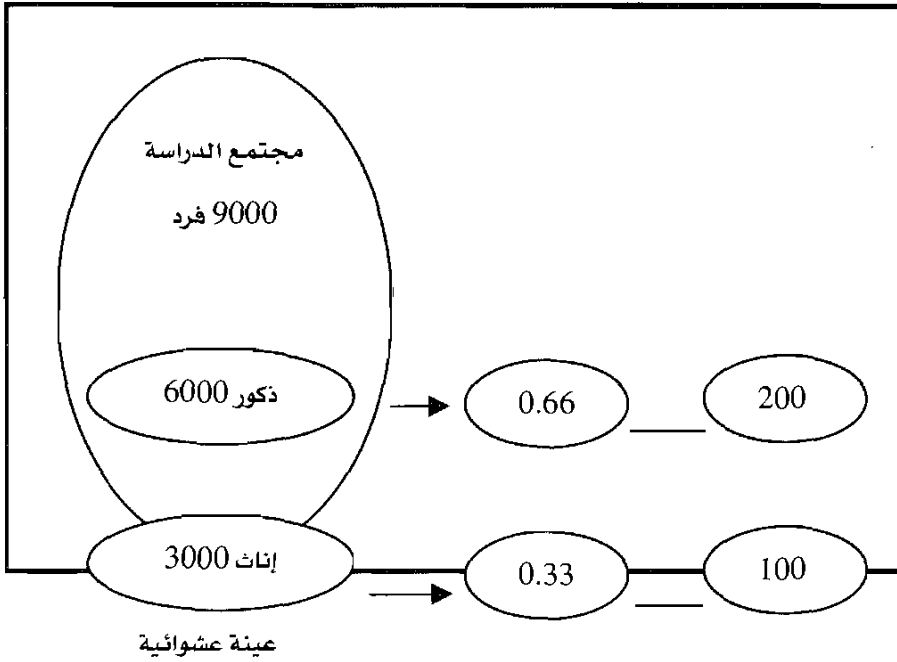 مجتمع الدراسة
9000 فرد
ذكور 6000
0.66
200
إناث 3000
0.33
100
عينة عشوائية